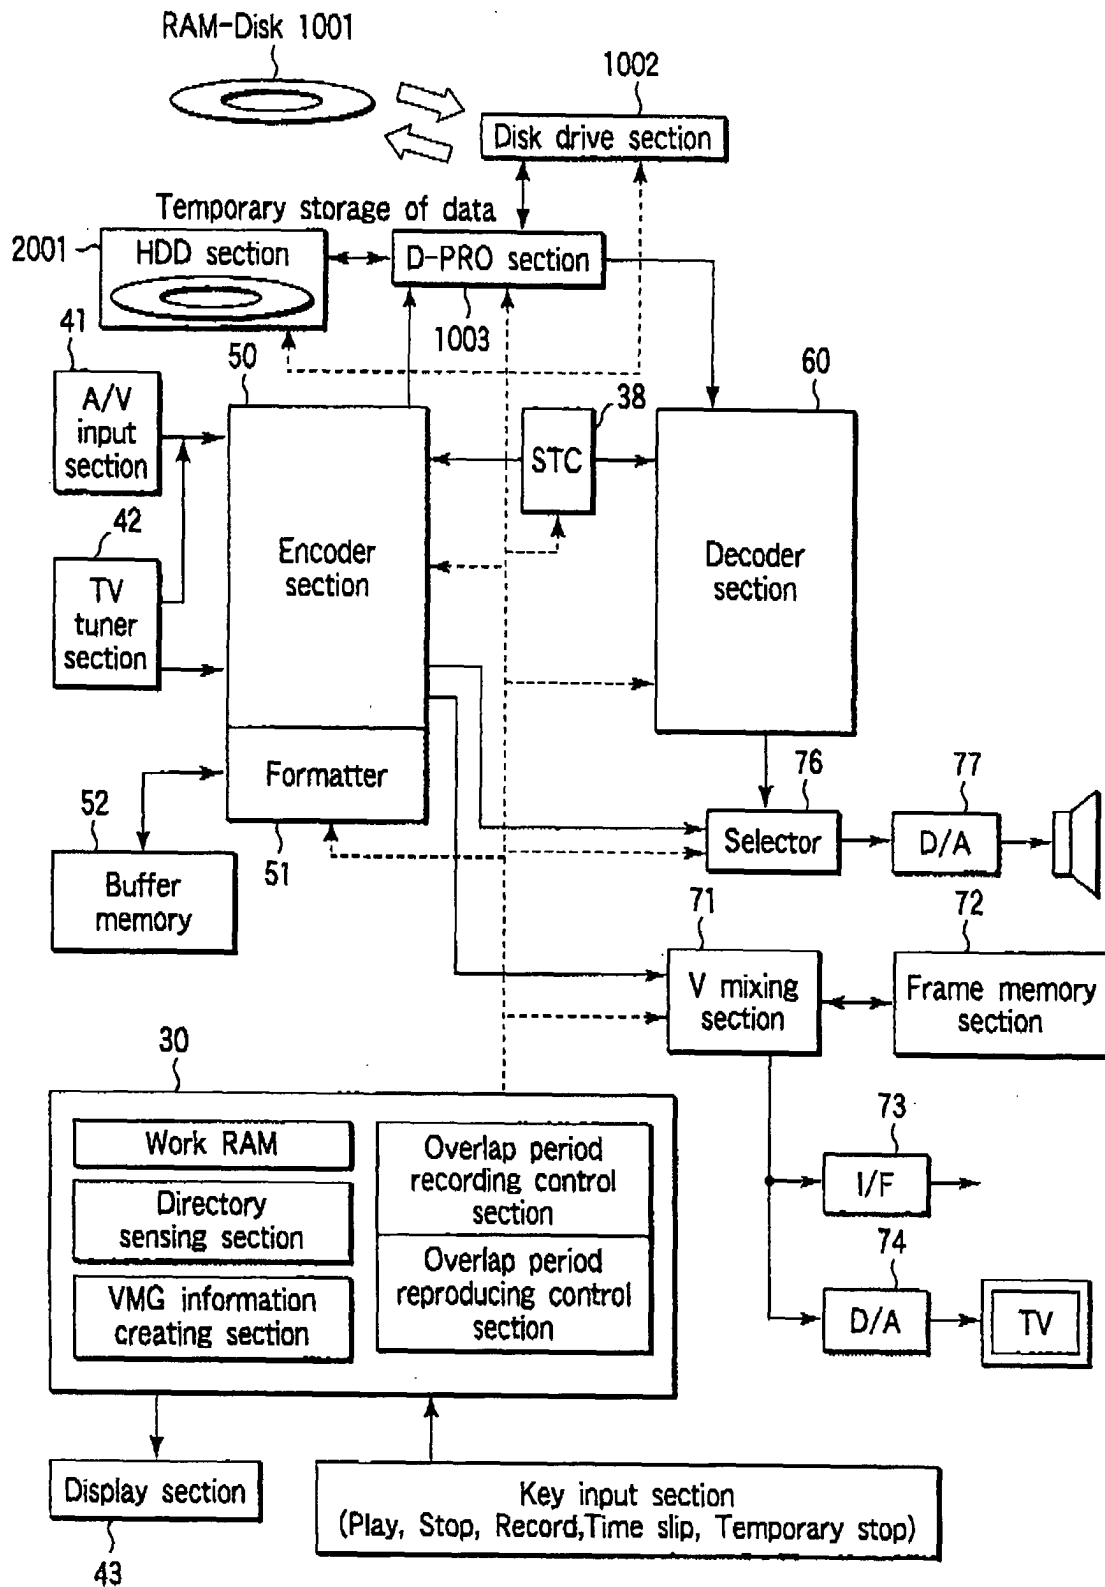 RAM-Disk 1001
1002
Disk drive section
Temporary storage of data
2001
HDD section
D-PRO section
1003
41
50
38
60
A/V
input
section
STC
42
TV
tuner
section
Encoder
section
Decoder
section
Formatter
76
77
52
51
Selector
D/A
Buffer
memory
71
72
V mixing
section
Frame memory
section
30
Work RAM
Directory
sensing section
VMG information
creating section
Overlap period
recording control
section
Overlap period
reproducing control
section
73
I/F
74
D/A
TV
Display section
43
Key input section
(Play, Stop, Record,Time slip, Temporary stop)